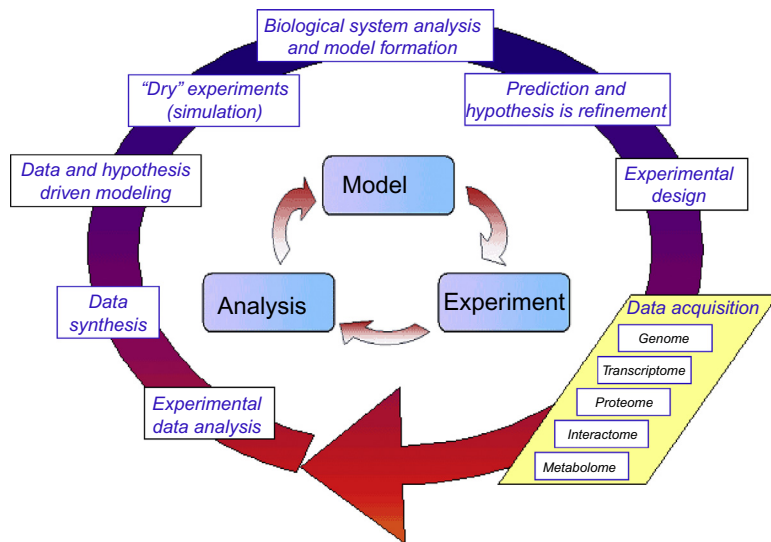 Biological system analysis
and model formation
"Dry" experiments
(simulation)
Prediction and
hypothesis is refinement
Data and hypothesis
driven modeling
Experimental
design
Model
Analysis
Experiment
Data
synthesis
Data acquisition
Genome
Transcriptome
Proteome
Interactome
Metabolome
Experimental
data analysis